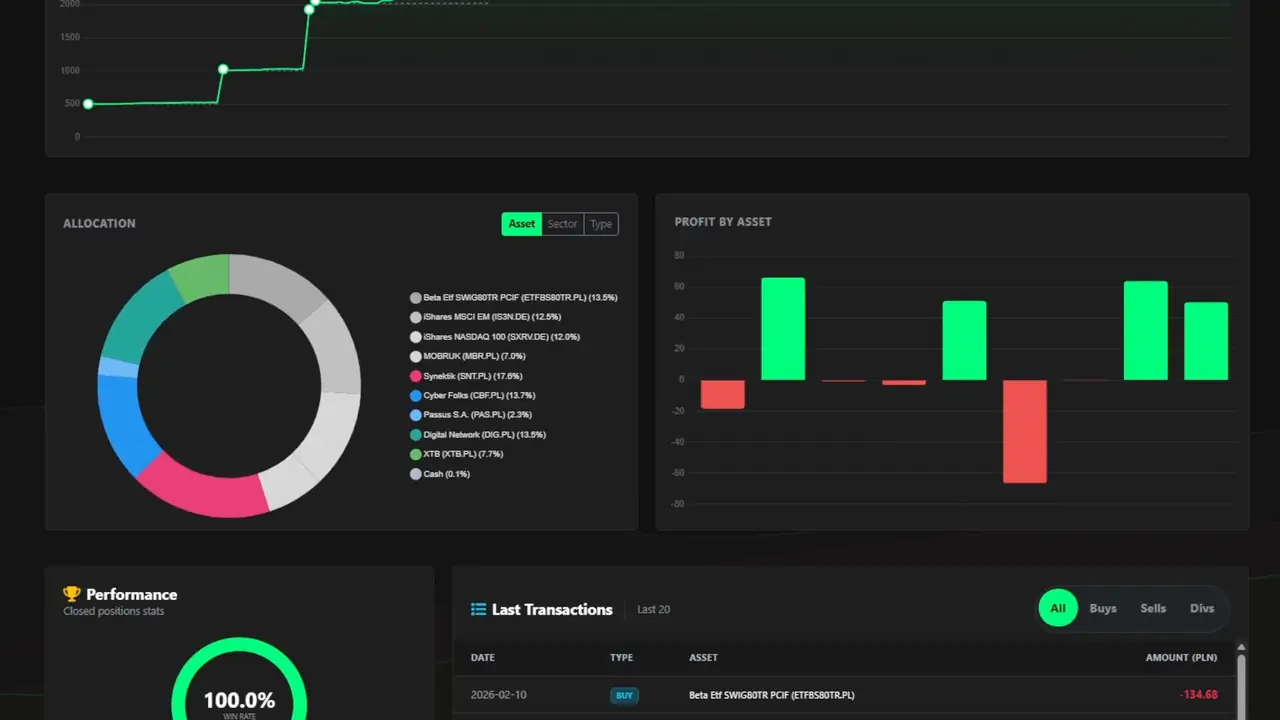 2000
1500
1000
500
0
ALLOCATION
Asset Sector Type
Beta Etf SWIG80TR PCIF (ETFBS80TR.PL) (13.5%)
iShares MSCI EM (IS3N.DE) (12.5%)
iShares NASDAQ 100 (SXRV.DE) (12.0%)
MOBRUK (MBR.PL) (7.0%)
Synektik (SNT.PL) (17.6%)
Cyber Folks (CBF.PL) (13.7%)
Passus S.A. (PAS.PL) (2.3%)
Digital Network (DIG.PL) (13.5%)
XTB (XTB.PL) (7.7%)
Cash (0.1%)
PROFIT BY ASSET
80
60
40
20
0
-20
-40
-60
-80
Performance
Closed positions stats
100.0%
WIN RATE
Last Transactions Last 20
All Buys Sells Divs
DATE TYPE ASSET AMOUNT (PLN)
2026-02-10 BUY Beta Etf SWIG80TR PCIF (ETFBS80TR.PL) -134.68